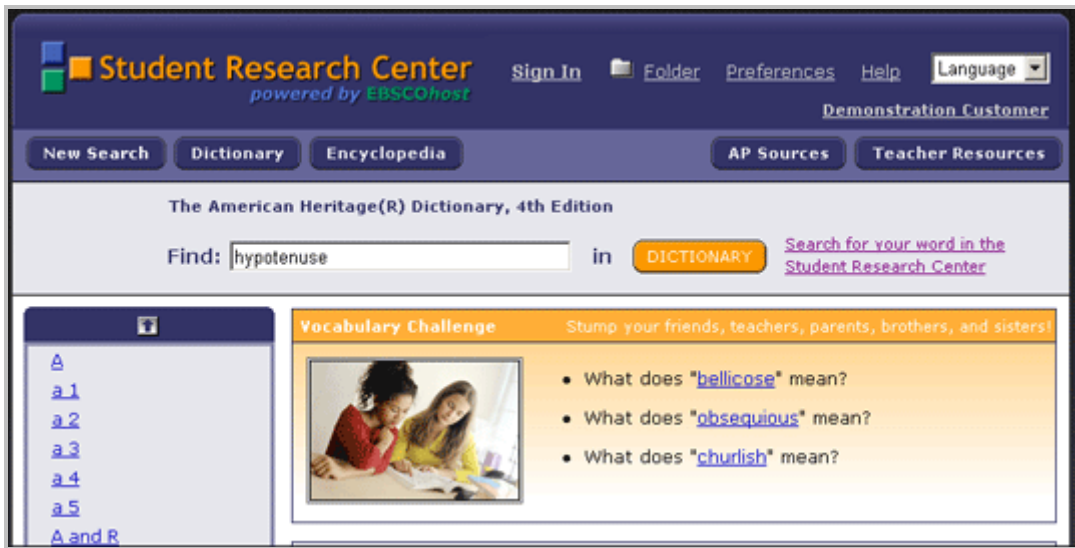 Student Research Center
powered by EBSCOhost
Sign In Folder Preferences Help Language
Demonstration Customer
New Search Dictionary Encyclopedia AP Sources Teacher Resources
The American Heritage(R) Dictionary, 4th Edition
Find: hypotenuse in DICTIONARY
Search for your word in the
Student Research Center
A
a 1
a 2
a 3
a 4
a 5
A and R
Vocabulary Challenge Stump your friends, teachers, parents, brothers, and sisters!
• What does "bellicose" mean?
• What does "obsequious" mean?
• What does "churlish" mean?